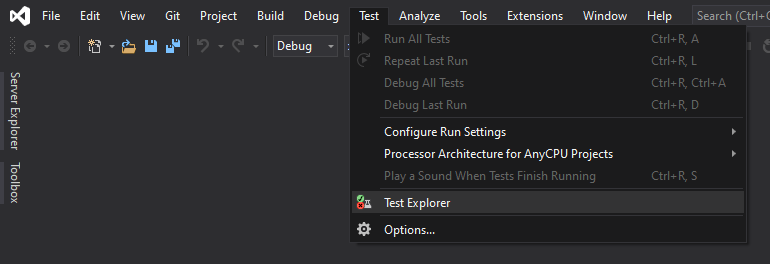 File Edit View Git Project Build Debug Test Analyze Tools Extensions Window Help Search (Ctrl+
Debug
Run All Tests Ctrl+R, A
Repeat Last Run Ctrl+R, L
Debug All Tests Ctrl+R, Ctrl+A
Debug Last Run Ctrl+R, D
Configure Run Settings
Processor Architecture for AnyCPU Projects
Play a Sound When Tests Finish Running Ctrl+R, S
Test Explorer
Options...
Server Explorer
Toolbox